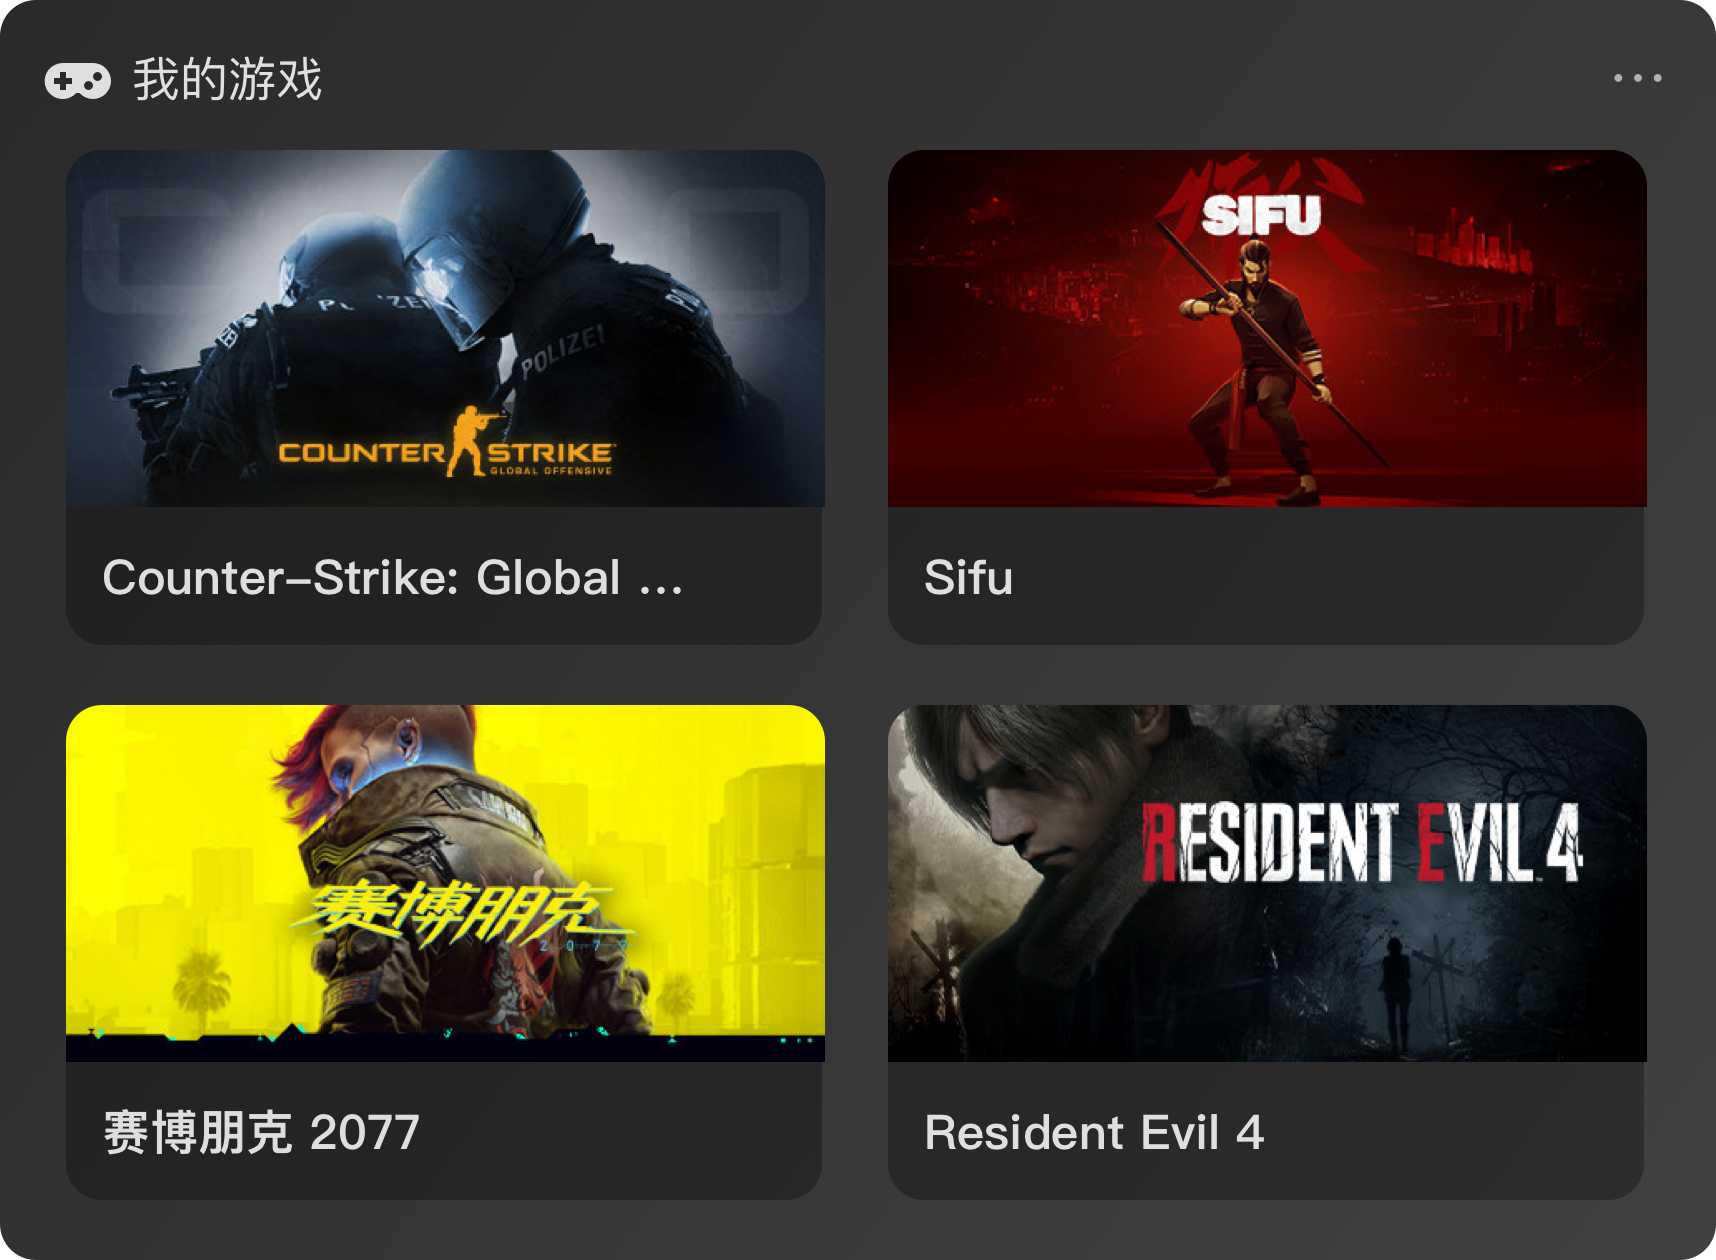 我的游戏
POLIZEI
COUNTER STRIKE
GLOBAL OFFENSIVE
Counter-Strike: Global ...
SIFU
Sifu
赛博朋克
2077
赛博朋克 2077
RESIDENT EVIL 4
Resident Evil 4